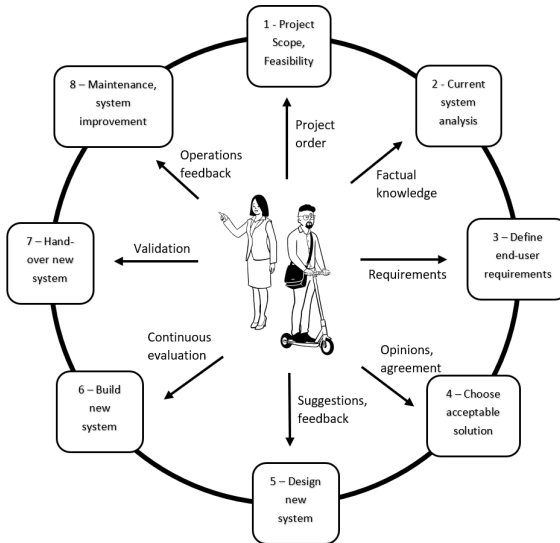 1 - Project
Scope,
Feasibility
8 – Maintenance,
system
improvement
2 - Current
system
analysis
Project
order
Operations
feedback
Factual
knowledge
7 – Hand-
over new
system
Validation
3 – Define
end-user
requirements
Requirements
Continuous
evaluation
Opinions,
agreement
6 – Build
new
system
Suggestions,
feedback
4 – Choose
acceptable
solution
5 – Design
new
system